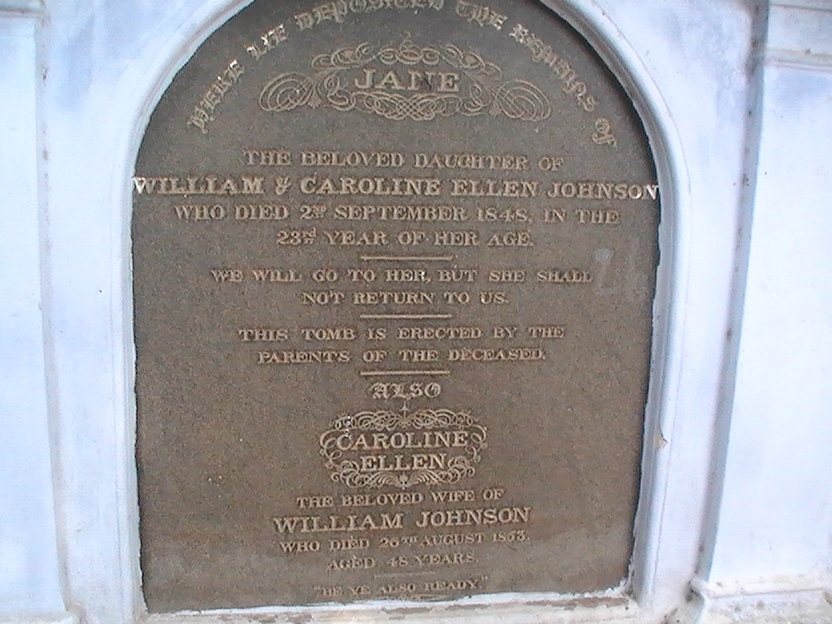 HERE LIE DEPOSITED THE REMAINS OF
JANE
THE BELOVED DAUGHTER OF
WILLIAM & CAROLINE ELLEN JOHNSON
WHO DIED 2ND SEPTEMBER 1848, IN THE
23RD YEAR OF HER AGE.
WE WILL GO TO HER, BUT SHE SHALL
NOT RETURN TO US.
THIS TOMB IS ERECTED BY THE
PARENTS OF THE DECEASED.
ALSO
CAROLINE
ELLEN
THE BELOVED WIFE OF
WILLIAM JOHNSON
WHO DIED 26TH AUGUST 1853.
AGED 48 YEARS.
"BE YE ALSO READY."